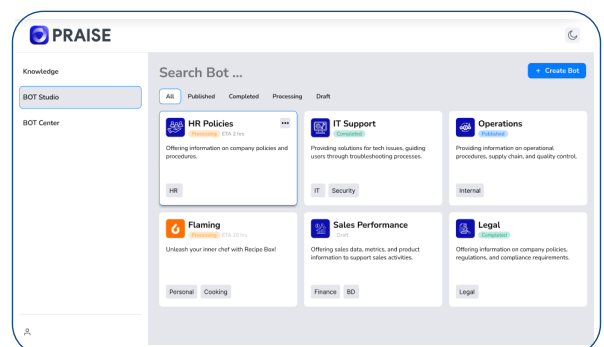 PRAISE
Knowledge
BOT Studio
BOT Center
Search Bot ...
+ Create Bot
All Published Completed Processing Draft
HR Policies
Processing ETA 2 hrs
Offering information on company policies and
procedures.
HR
IT Support
Completed
Providing solutions for tech issues, guiding
users through troubleshooting processes.
IT Security
Operations
Published
Providing information on operational
procedures, supply chain, and quality control.
Internal
Flaming
Processing ETA 36 hrs
Unleash your inner chef with Recipe Box!
Personal Cooking
Sales Performance
Draft
Offering sales data, metrics, and product
information to support sales activities.
Finance BD
Legal
Completed
Offering information on company policies,
regulations, and compliance requirements.
Legal